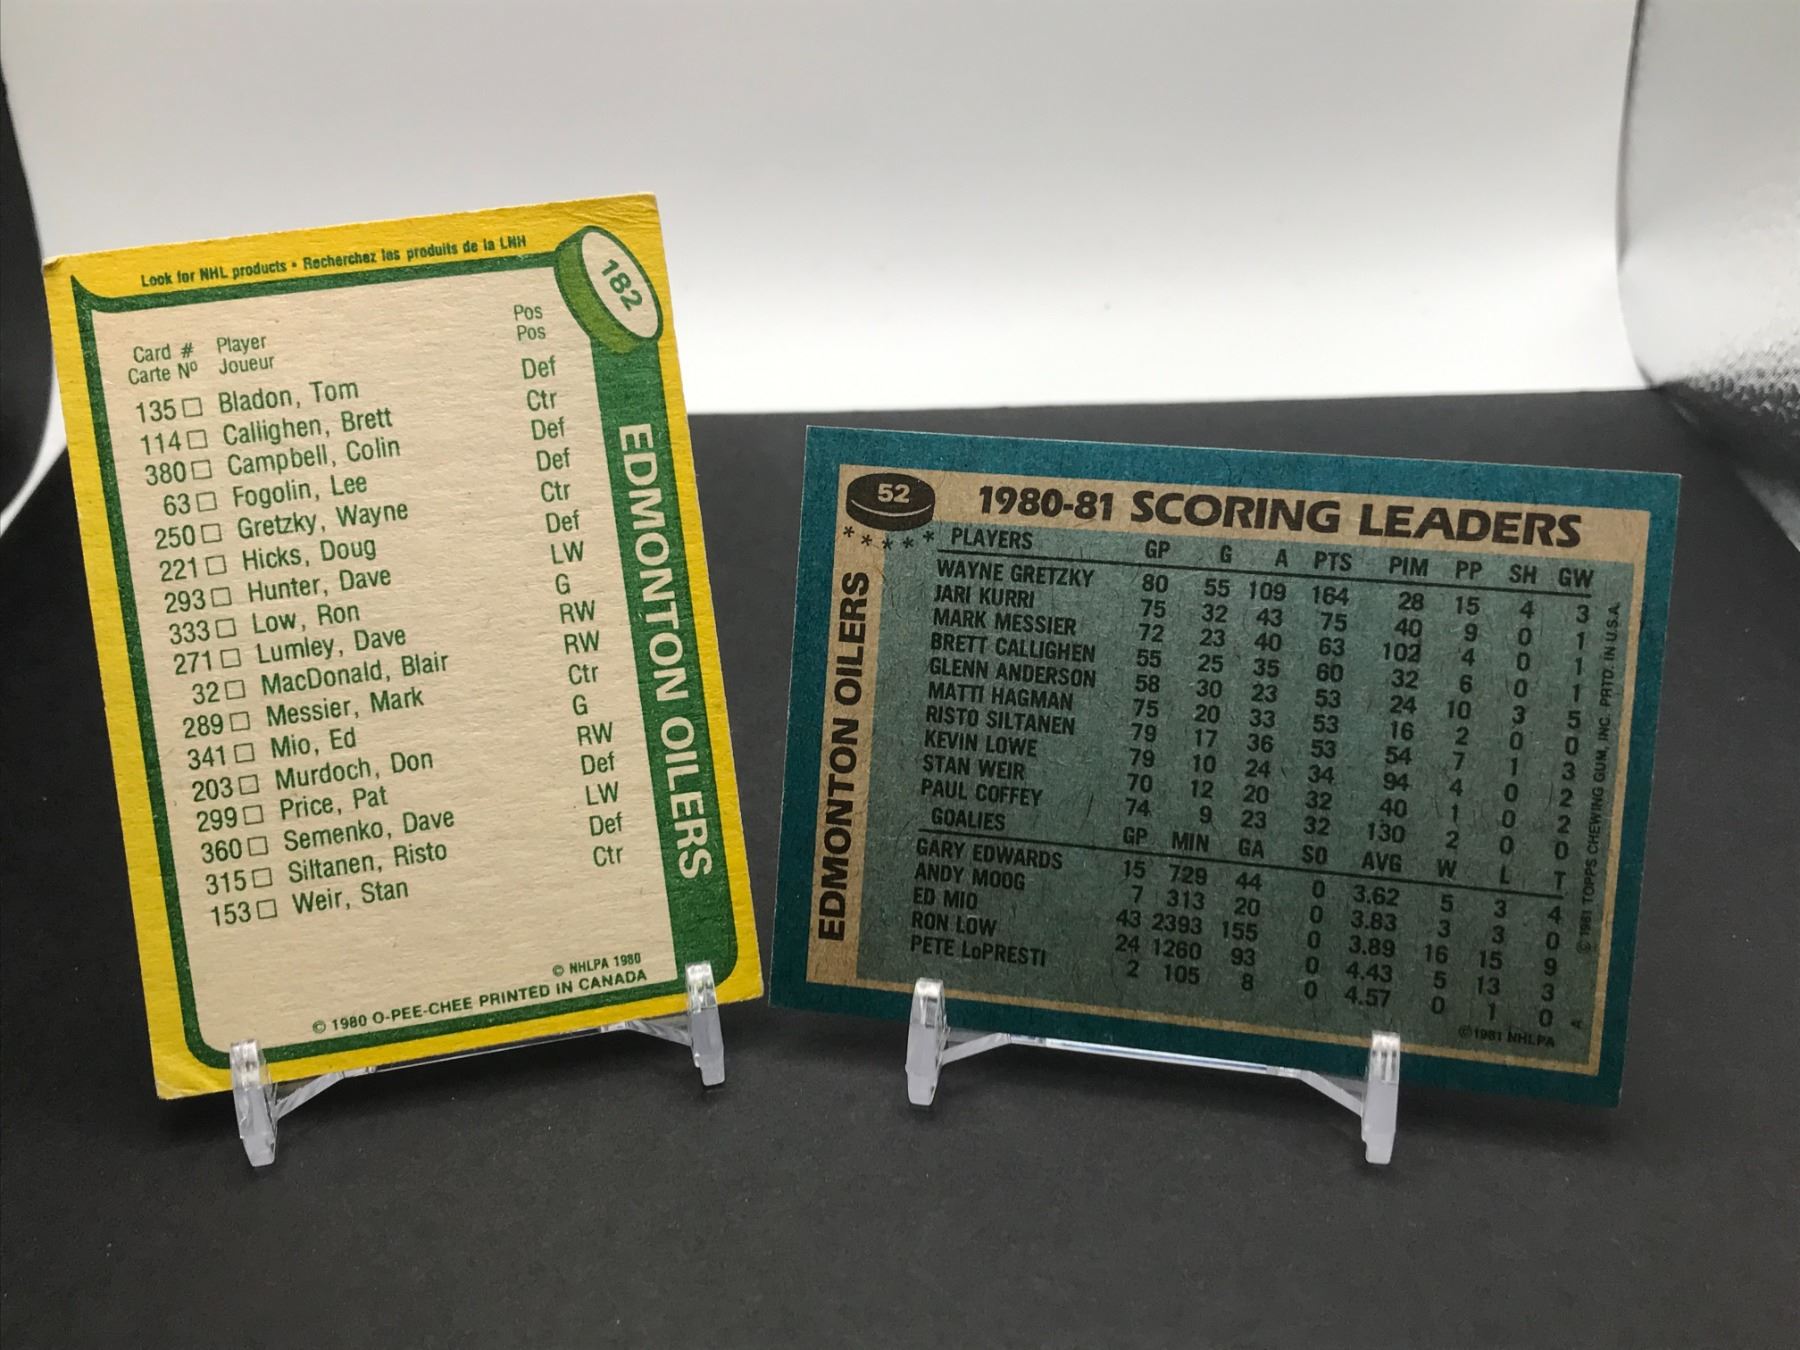 Look for NHL products • Recherchez les produits de la LNH
182
Card # Player Pos
Carte Nº Joueur Pos
135 □ Bladon, Tom Def
114 □ Callighen, Brett Ctr
380 □ Campbell, Colin Def
63 □ Fogolin, Lee Def
250 □ Gretzky, Wayne Ctr
221 □ Hicks, Doug Def
293 □ Hunter, Dave LW
333 □ Low, Ron G
271 □ Lumley, Dave RW
32 □ MacDonald, Blair RW
289 □ Messier, Mark Ctr
341 □ Mio, Ed G
203 □ Murdoch, Don RW
299 □ Price, Pat Def
360 □ Semenko, Dave LW
315 □ Siltanen, Risto Def
153 □ Weir, Stan Ctr
EDMONTON OILERS
© NHLPA 1980
© 1980 O-PEE-CHEE PRINTED IN CANADA
52
1980-81 SCORING LEADERS
* * * * *
EDMONTON OILERS
PLAYERS GP G A PTS PIM PP SH GW
WAYNE GRETZKY 80 55 109 164 28 15 4 3
JARI KURRI 75 32 43 75 40 9 0 1
MARK MESSIER 72 23 40 63 102 4 0 1
BRETT CALLIGHEN 55 25 35 60 32 6 0 1
GLENN ANDERSON 58 30 23 53 24 10 3 5
MATTI HAGMAN 75 20 33 53 16 2 0 0
RISTO SILTANEN 79 17 36 53 54 7 1 3
KEVIN LOWE 79 10 24 34 94 4 0 2
STAN WEIR 70 12 20 32 40 1 0 2
PAUL COFFEY 74 9 23 32 130 2 0 0
GOALIES GP MIN GA SO AVG W L T
GARY EDWARDS 15 729 44 0 3.62 5 3 4
ANDY MOOG 7 313 20 0 3.83 3 3 0
ED MIO 43 2393 155 0 3.89 16 15 9
RON LOW 24 1260 93 0 4.43 5 13 3
PETE LoPRESTI 2 105 8 0 4.57 0 1 0
©1981 NHLPA
A
© 1981 TOPPS CHEWING GUM, INC. PRTD. IN U.S.A.